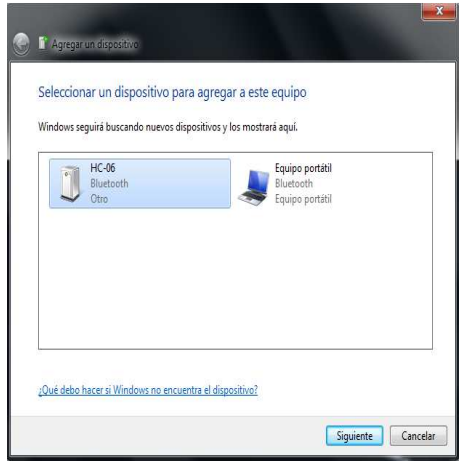 Agregar un dispositivo
Seleccionar un dispositivo para agregar a este equipo
Windows seguirá buscando nuevos dispositivos y los mostrará aquí.
HC-06
Bluetooth
Otro
Equipo portátil
Bluetooth
Equipo portátil
¿Qué debo hacer si Windows no encuentra el dispositivo?
Siguiente
Cancelar